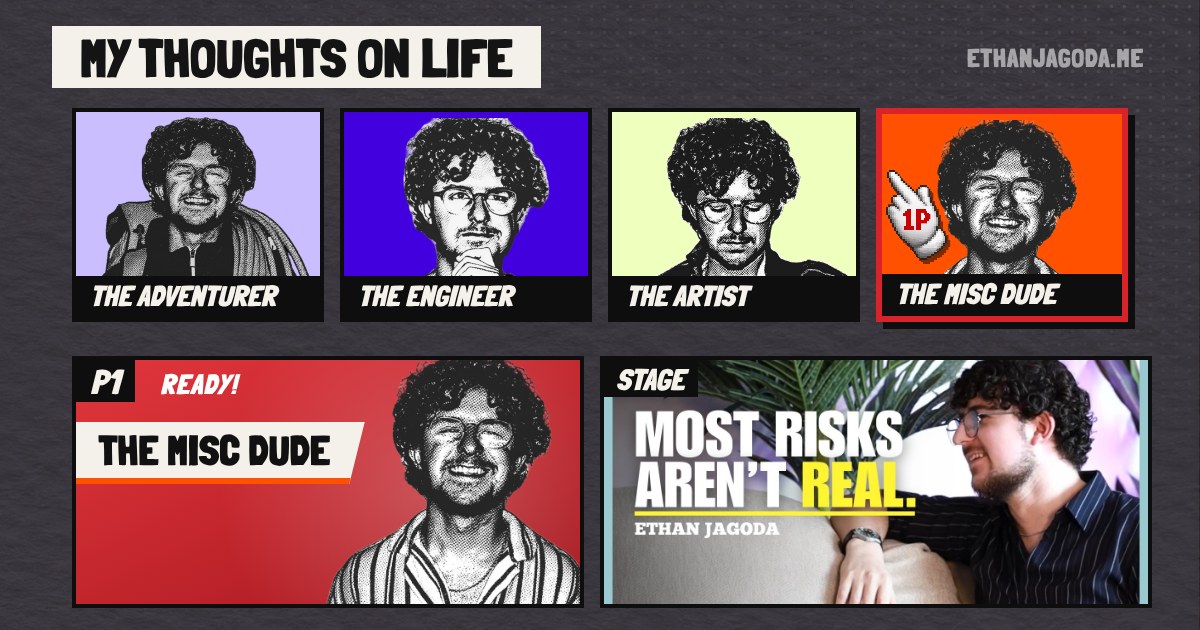 MY THOUGHTS ON LIFE
ETHANJAGODA.ME
THE ADVENTURER
THE ENGINEER
THE ARTIST
1P
THE MISC DUDE
P1
READY!
THE MISC DUDE
STAGE
MOST RISKS
AREN'T REAL.
ETHAN JAGODA